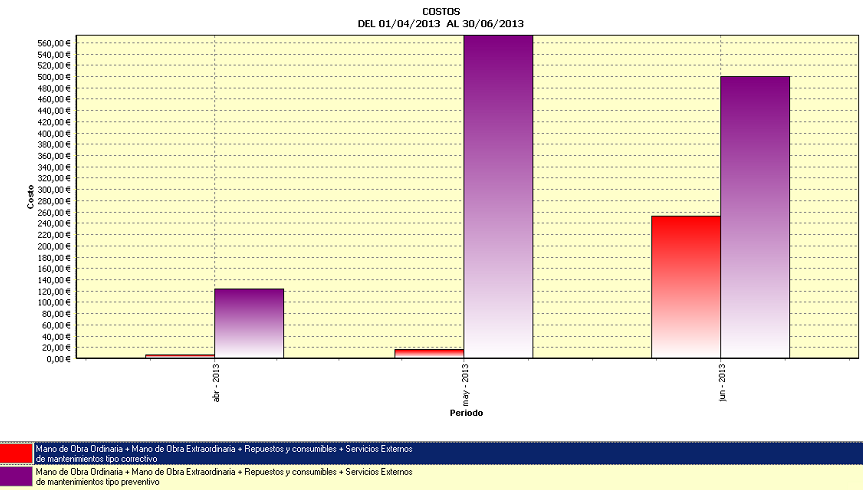 COSTOS
DEL 01/04/2013 AL 30/06/2013
560,00 €
540,00 €
520,00 €
500,00 €
480,00 €
460,00 €
440,00 €
420,00 €
400,00 €
380,00 €
360,00 €
340,00 €
320,00 €
300,00 €
280,00 €
260,00 €
240,00 €
220,00 €
200,00 €
180,00 €
160,00 €
140,00 €
120,00 €
100,00 €
80,00 €
60,00 €
40,00 €
20,00 €
0,00 €
Costo
abr - 2013
may - 2013
jun - 2013
Periodo
Mano de Obra Ordinaria + Mano de Obra Extraordinaria + Repuestos y consumibles + Servicios Externos
de mantenimientos tipo correctivo
Mano de Obra Ordinaria + Mano de Obra Extraordinaria + Repuestos y consumibles + Servicios Externos
de mantenimientos tipo preventivo